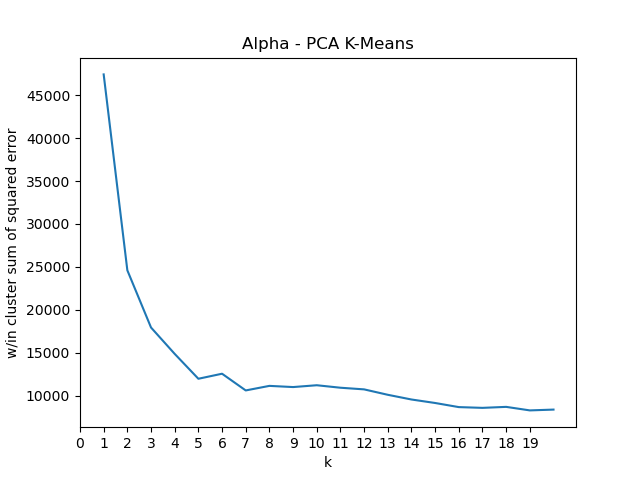 Alpha - PCA K-Means
w/in cluster sum of squared error
45000
40000
35000
30000
25000
20000
15000
10000
0 1 2 3 4 5 6 7 8 9 10 11 12 13 14 15 16 17 18 19
k